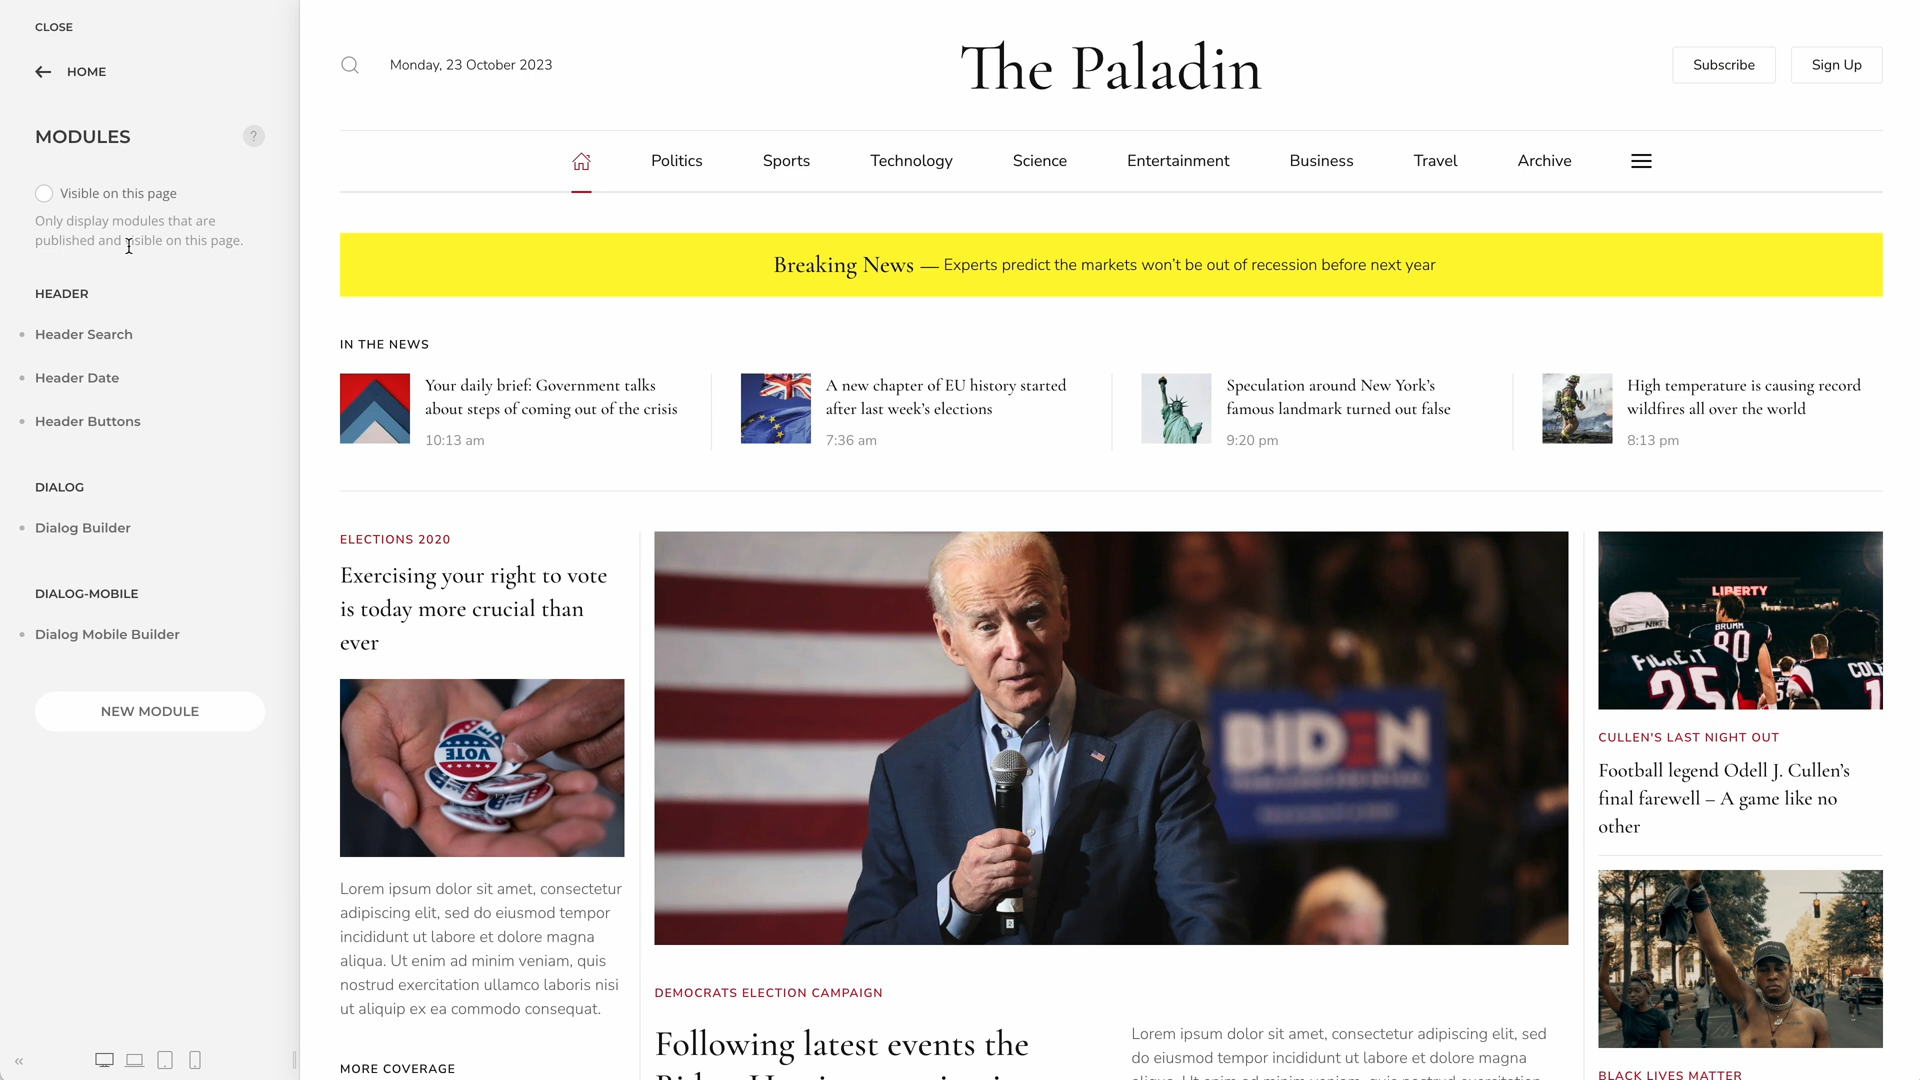 CLOSE
HOME
MODULES
?
Visible on this page
Only display modules that are
published and visible on this page.
HEADER
Header Search
Header Date
Header Buttons
DIALOG
Dialog Builder
DIALOG-MOBILE
Dialog Mobile Builder
NEW MODULE
Monday, 23 October 2023
The Paladin
Subscribe
Sign Up
Politics
Sports
Technology
Science
Entertainment
Business
Travel
Archive
Breaking News — Experts predict the markets won’t be out of recession before next year
IN THE NEWS
Your daily brief: Government talks
about steps of coming out of the crisis
10:13 am
A new chapter of EU history started
after last week’s elections
7:36 am
Speculation around New York’s
famous landmark turned out false
9:20 pm
High temperature is causing record
wildfires all over the world
8:13 pm
ELECTIONS 2020
Exercising your right to vote
is today more crucial than
ever
VOTE
Lorem ipsum dolor sit amet, consectetur
adipiscing elit, sed do eiusmod tempor
incididunt ut labore et dolore magna
aliqua. Ut enim ad minim veniam, quis
nostrud exercitation ullamco laboris nisi
ut aliquip ex ea commodo consequat.
MORE COVERAGE
BIDEN
DEMOCRATS ELECTION CAMPAIGN
Following latest events the
Lorem ipsum dolor sit amet, consectetur adipiscing elit, sed
do eiusmod tempor incididunt ut labore et dolore magna
LIBERTY
BRUMM
80
25
CULLEN’S LAST NIGHT OUT
Football legend Odell J. Cullen’s
final farewell – A game like no
other
BLACK LIVES MATTER